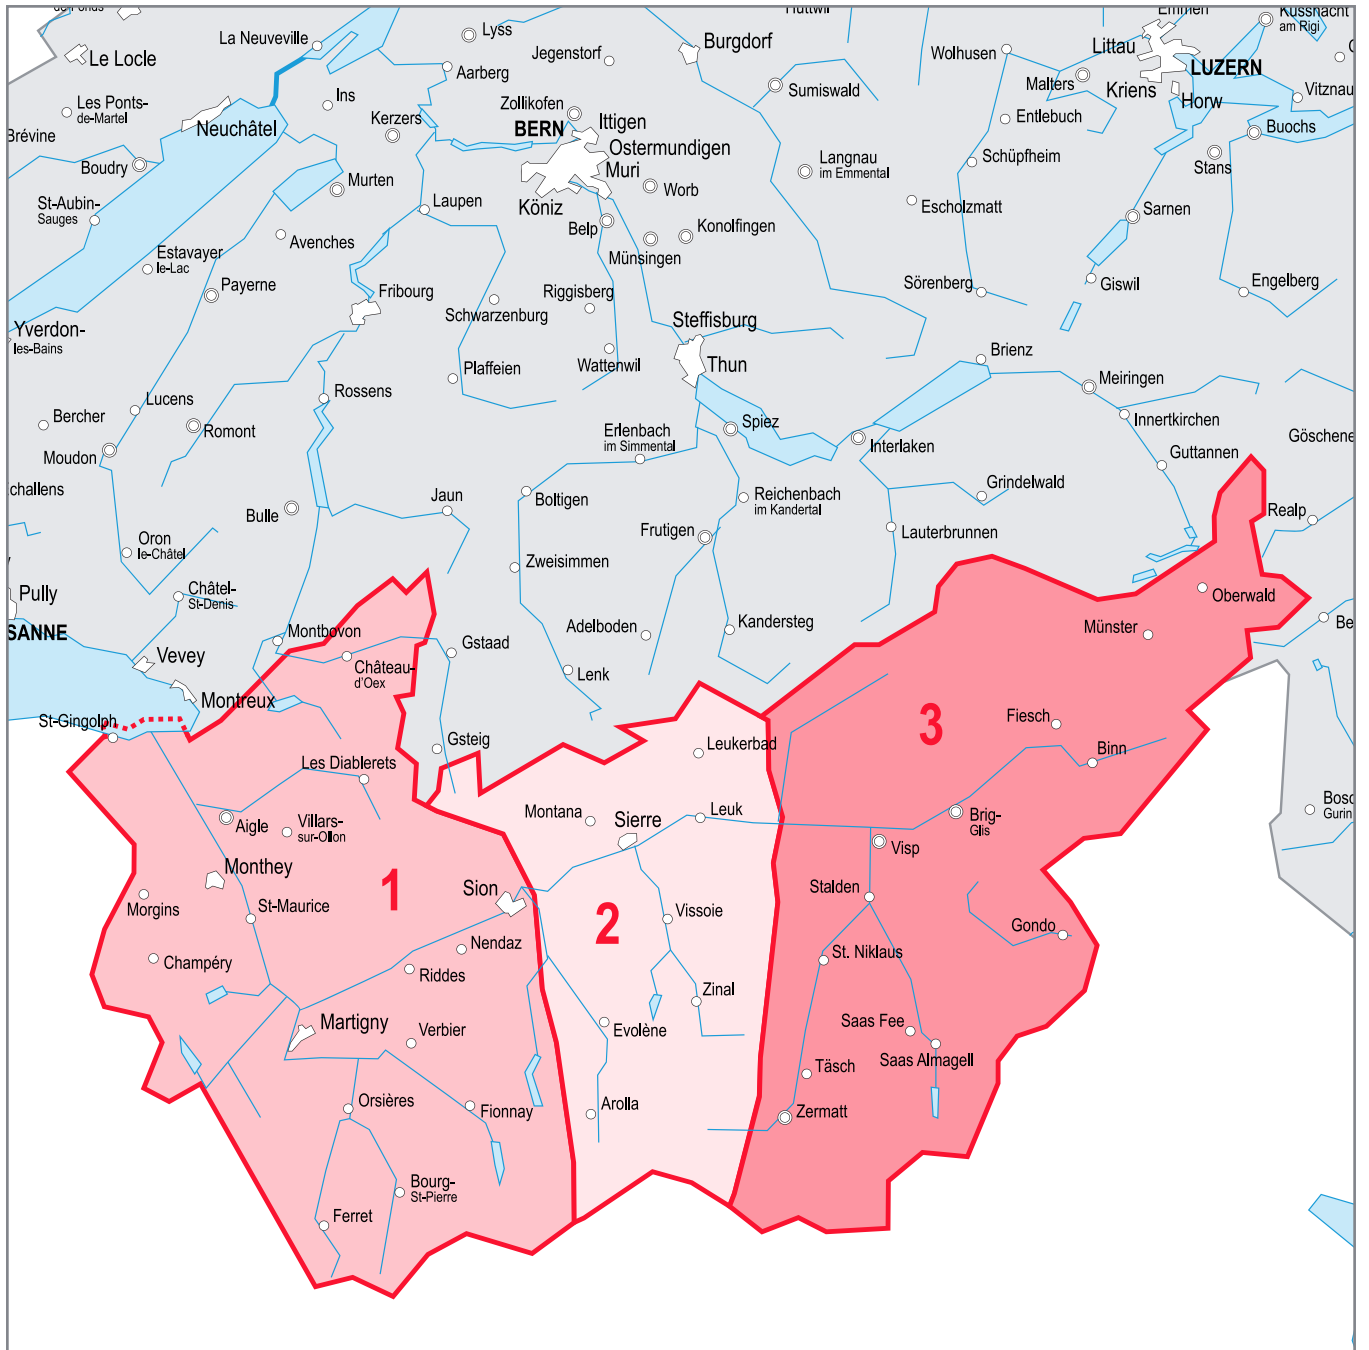 La Neuveville
Lyss
Jegenstorf
Huttwil
Burgdorf
Wolhusen
Emmen
Littau
Küssnacht
am Rigi
LUZERN
Le Locle
Aarberg
Sumiswald
Malters
Kriens
Horw
Vitznau
Les Ponts-
de-Martel
Ins
Kerzers
Zollikofen
BERN
Ittigen
Ostermundigen
Muri
Köniz
Entlebuch
Buochs
Brévine
Neuchâtel
Boudry
Murten
Worb
Langnau
im Emmental
Schüpfheim
Stans
St-Aubin-
Sauges
Laupen
Belp
Konolfingen
Münsingen
Escholzmatt
Sarnen
Avenches
Estavayer
le-Lac
Payerne
Fribourg
Schwarzenburg
Riggisberg
Sörenberg
Giswil
Engelberg
Yverdon-
les-Bains
Steffisburg
Thun
Wattenwil
Brienz
Plaffeien
Meiringen
Lucens
Rossens
Bercher
Romont
Moudon
Erlenbach
im Simmental
Spiez
Interlaken
Innertkirchen
Göschene
Guttannen
challens
Bulle
Jaun
Boltigen
Reichenbach
im Kandertal
Grindelwald
Realp
Oron
le-Châtel
Frutigen
Lauterbrunnen
Zweisimmen
Pully
SANNE
Châtel-
St-Denis
Oberwald
Be
Vevey
Montbovon
Gstaad
Adelboden
Kandersteg
Münster
Château-
d'Oex
Lenk
Montreux
St-Gingolph
Gsteig
Leukerbad
3
Fiesch
Binn
Les Diablerets
Aigle
Villars-
sur-Ollon
Montana
Sierre
Leuk
Brig-
Glis
Visp
Bosc
Gurin
Monthey
1
Sion
Stalden
Morgins
St-Maurice
2
Vissoie
Gondo
Champéry
Nendaz
Riddes
St. Niklaus
Zinal
Martigny
Verbier
Evolène
Saas Fee
Saas Almagell
Täsch
Orsières
Fionnay
Arolla
Zermatt
Bourg-
St-Pierre
Ferret